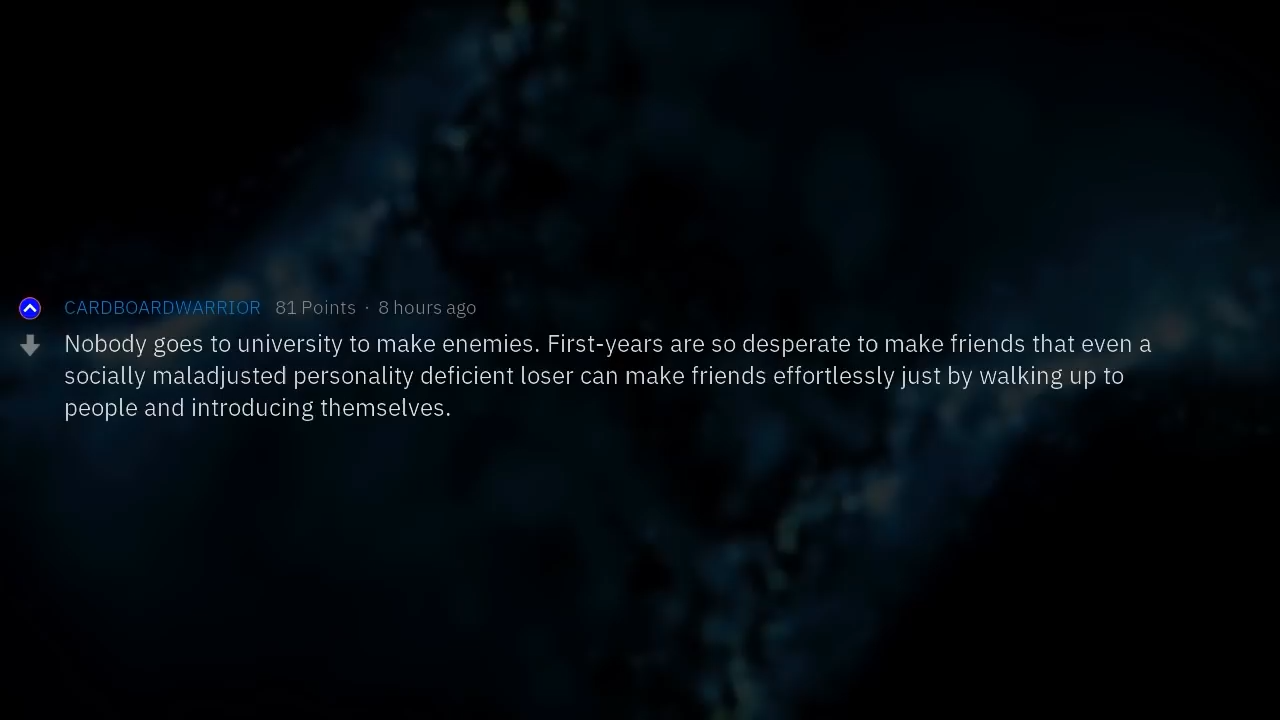 CARDBOARDWARRIOR 81 Points · 8 hours ago
Nobody goes to university to make enemies. First-years are so desperate to make friends that even a
socially maladjusted personality deficient loser can make friends effortlessly just by walking up to
people and introducing themselves.